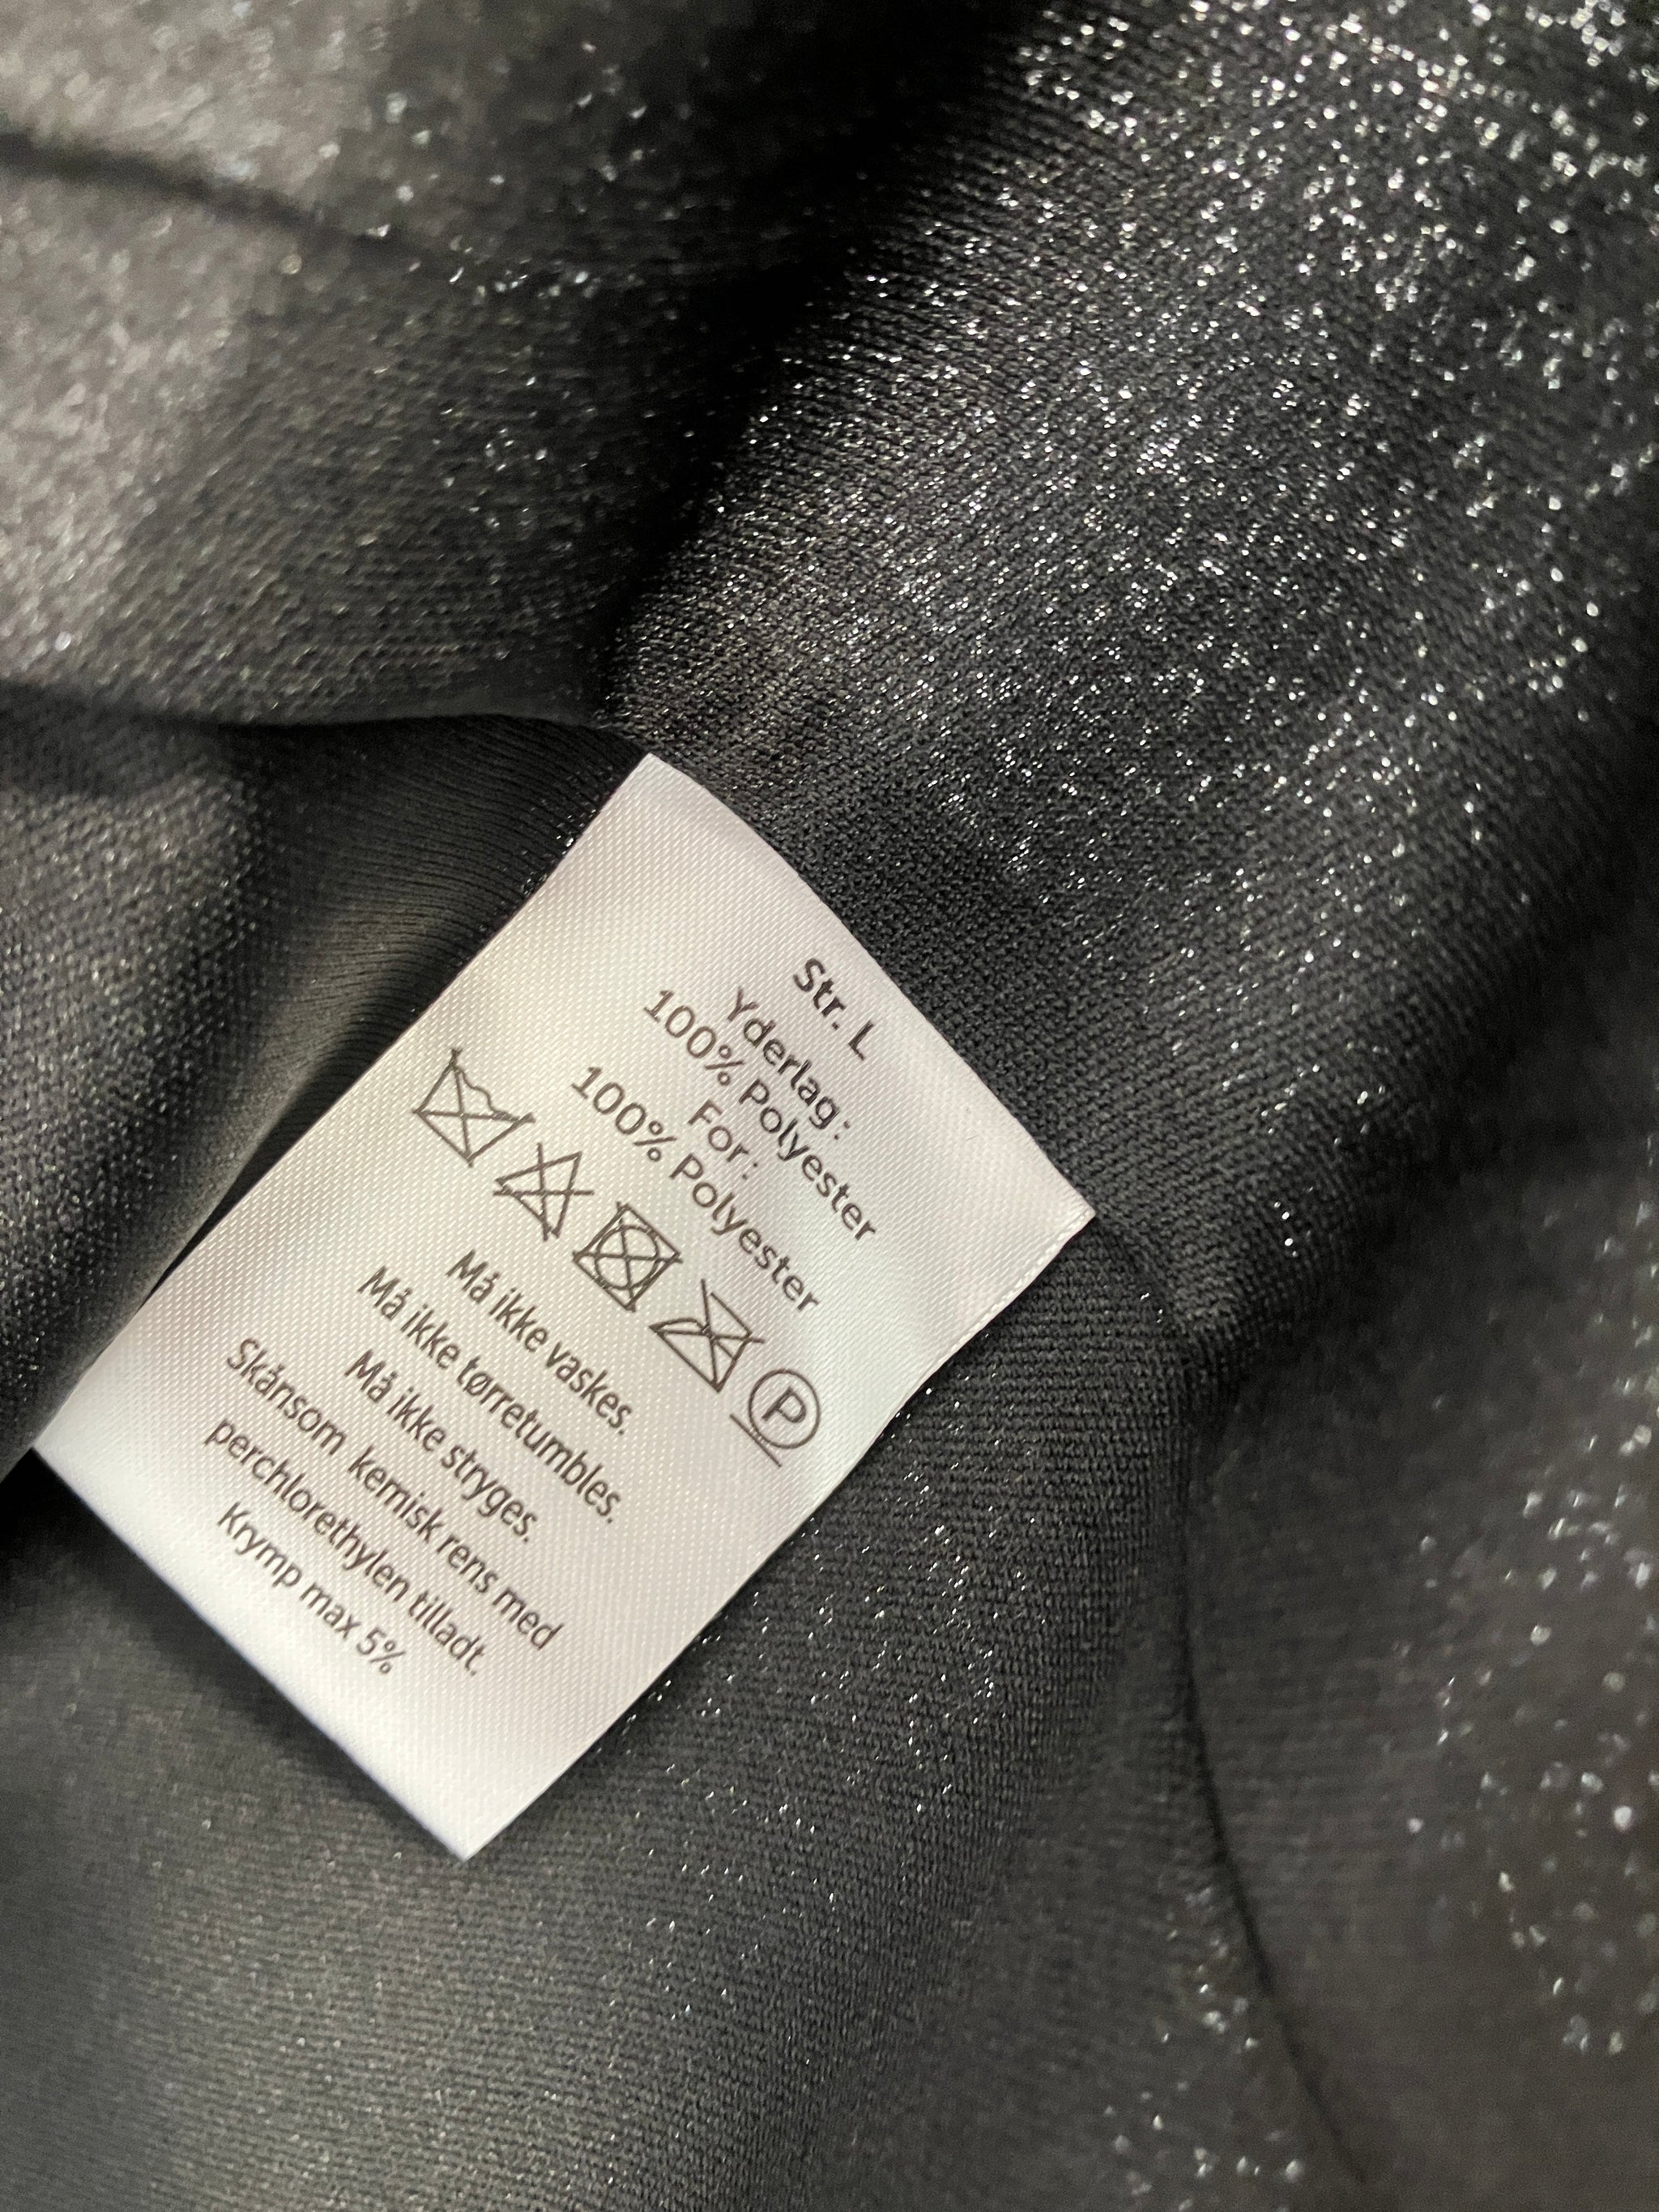 Str. L
Yderlag:
100% Polyester
For:
100% Polyester
P
Må ikke vaskes.
Må ikke tørretumbles.
Må ikke stryges.
Skånsom kemisk rens med
perchlorethylen tilladt.
Krymp max 5%